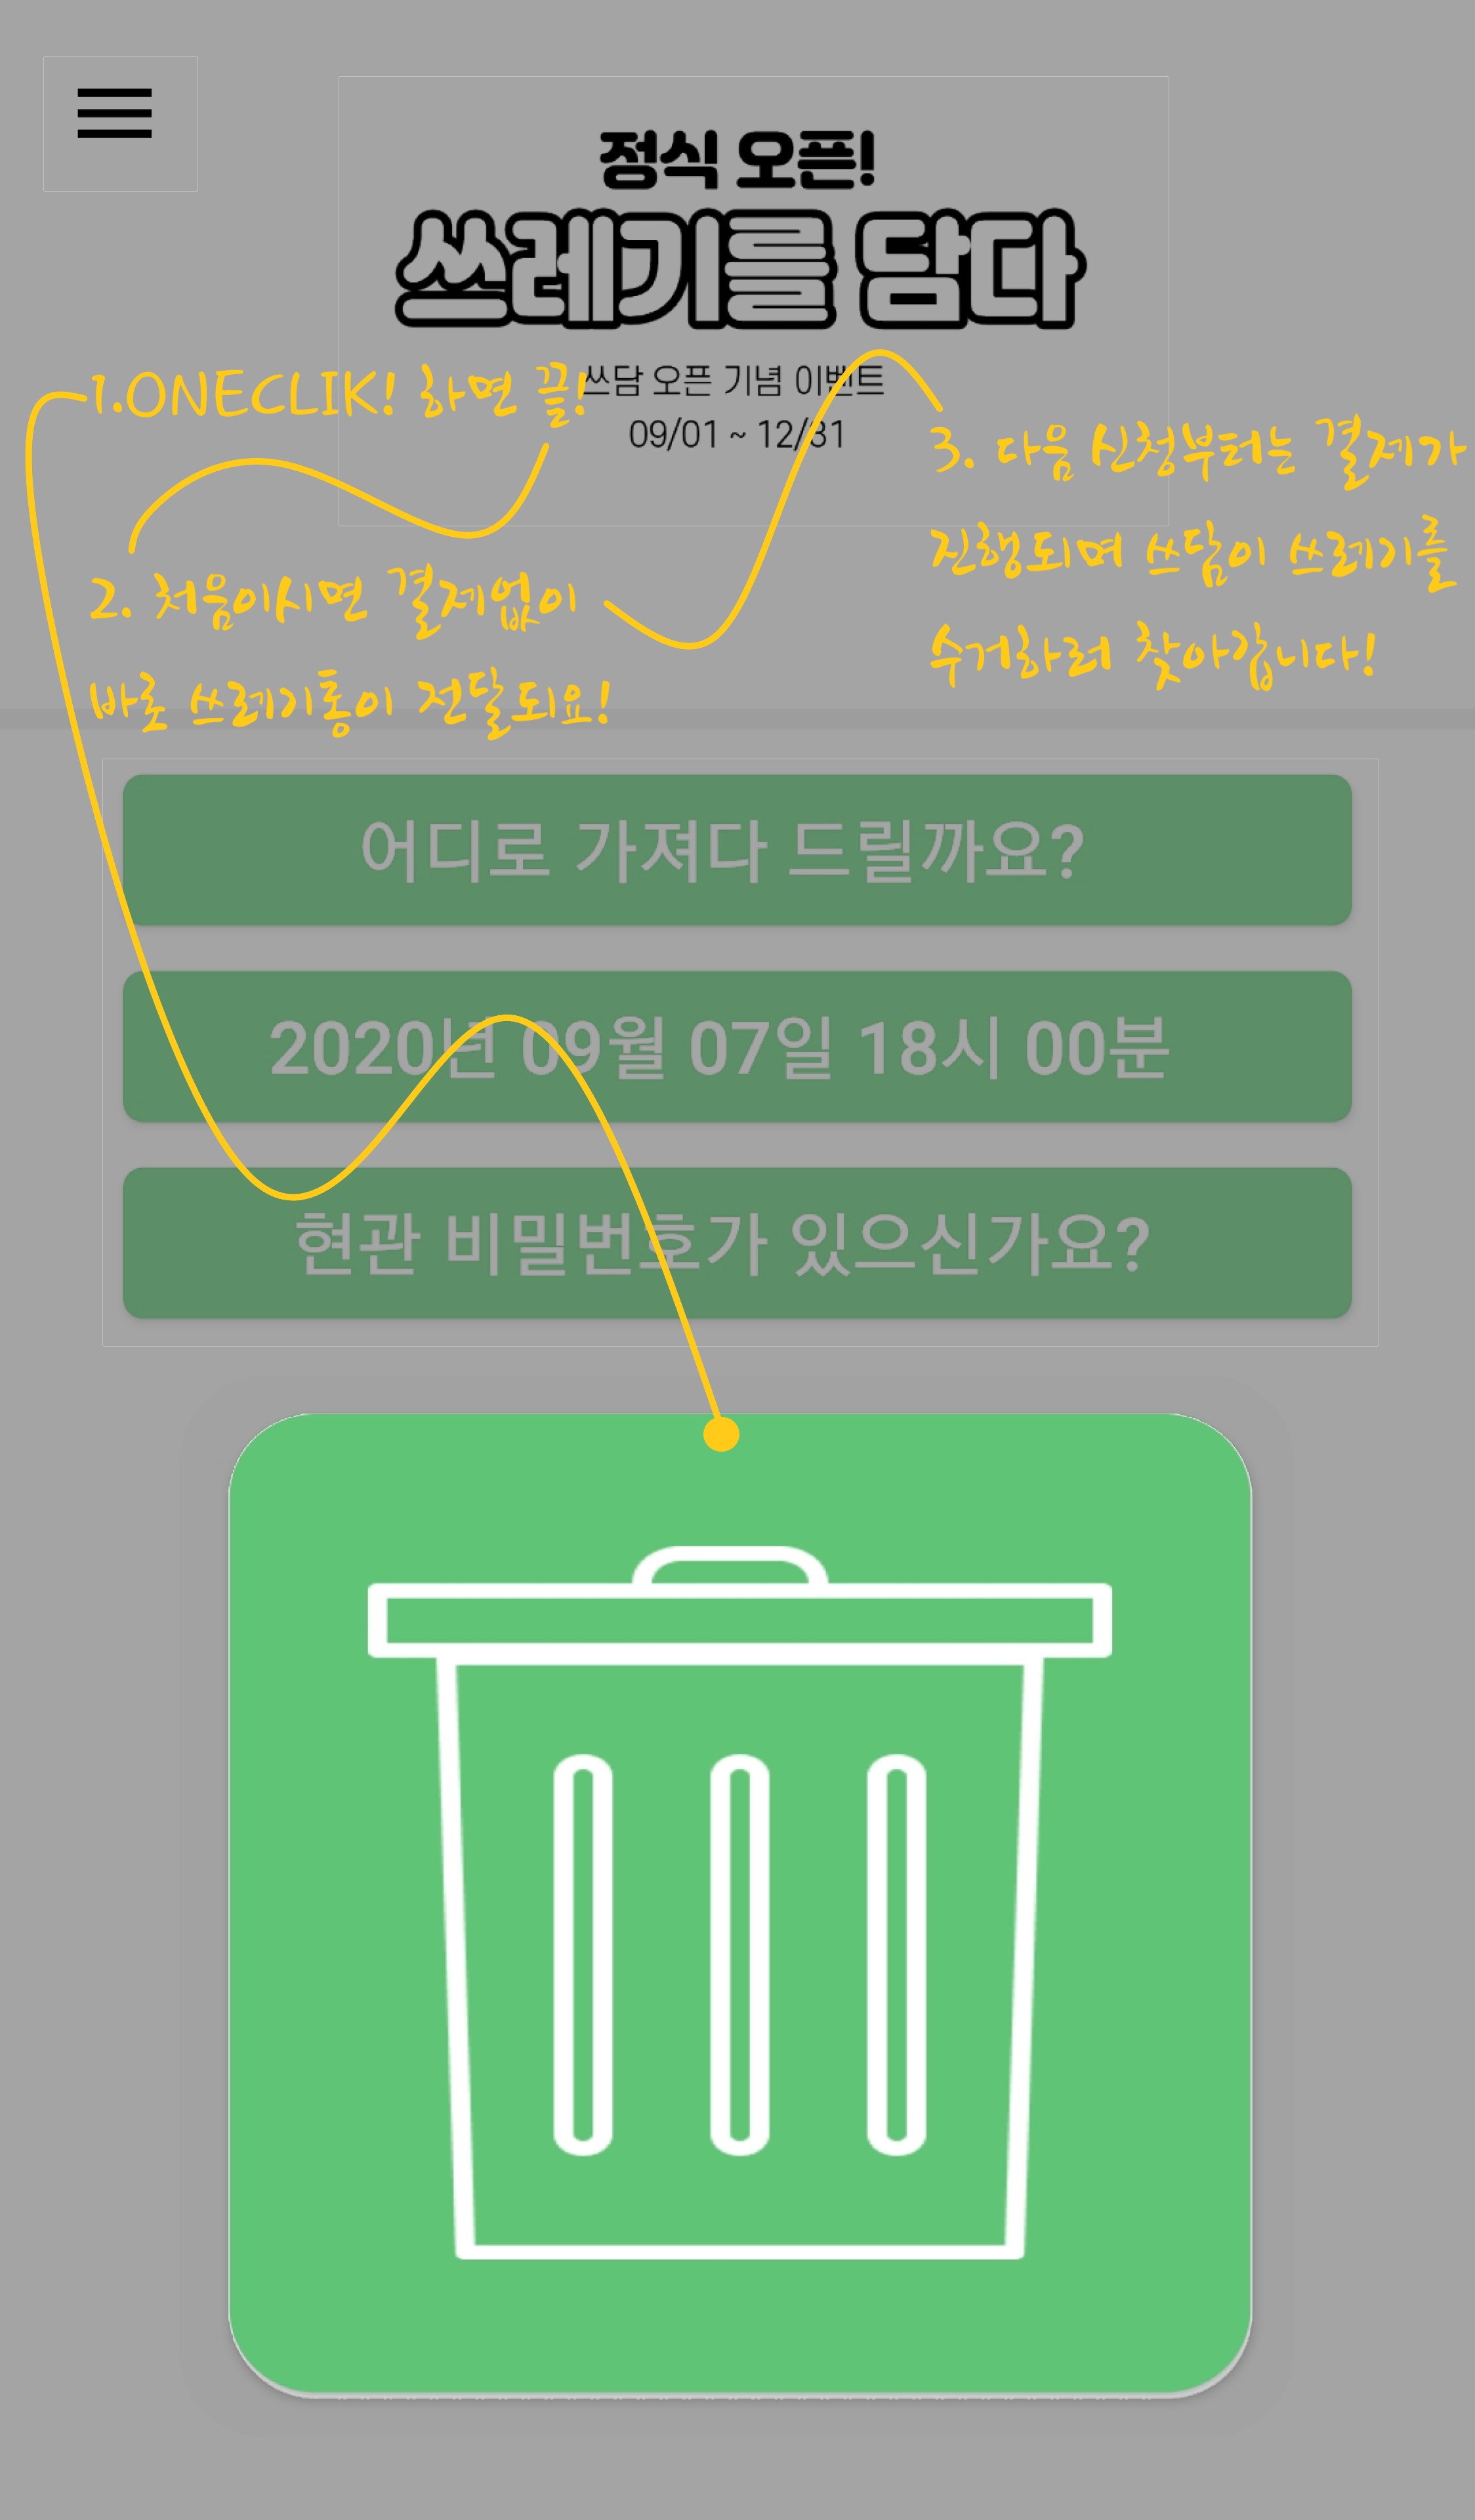 정식 오픈!
쓰레기를 담다
쓰담 오픈 기념 이벤트
09/01 ~ 12/31
1.ONECLIK! 하면 끝!
2. 처음이시면 결제없이
바로 쓰레기통이 전달되요!
3. 다음 신청부터는 결제가
진행되며 쓰담이 쓰레기를
수거하러 찾아갑니다!
어디로 가져다 드릴까요?
2020년 09월 07일 18시 00분
현관 비밀번호가 있으신가요?